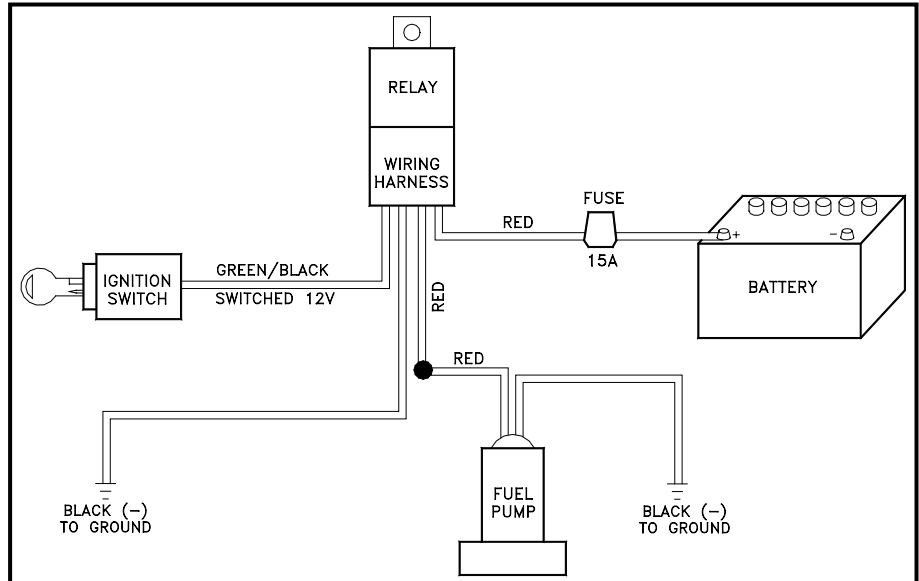 RELAY
WIRING
HARNESS
FUSE
RED
15A
+
-
BATTERY
IGNITION
SWITCH
GREEN/BLACK
SWITCHED 12V
RED
RED
FUEL
PUMP
BLACK (-)
TO GROUND
BLACK (-)
TO GROUND